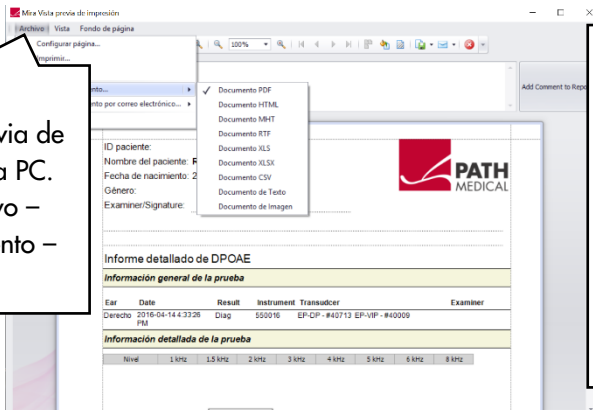 Mira Vista previa de impresión
Archivo Vista Fondo de página
Configurar página...
100%
Imprimir...
nto...
nto por correo electrónico...
Documento PDF
Documento HTML
Documento MHT
Documento RTF
Documento XLS
Documento XLSX
Documento CSV
Documento de Texto
Documento de Imagen
Add Comment to Repo
via de
a PC.
vo –
nto –
ID paciente:
Nombre del paciente: R
Fecha de nacimiento: 2
Género:
Examiner/Signature:
PATH
MEDICAL
Informe detallado de DPOAE
Información general de la prueba
Ear Date Result Instrument Transudcer Examiner
Derecho 2016-04-14 4:33:26 PM Diag 550016 EP-DP - #40713 EP-VIP - #40009
Información detallada de la prueba
Nivel 1 kHz 1.5 kHz 2 kHz 3 kHz 4 kHz 5 kHz 6 kHz 8 kHz